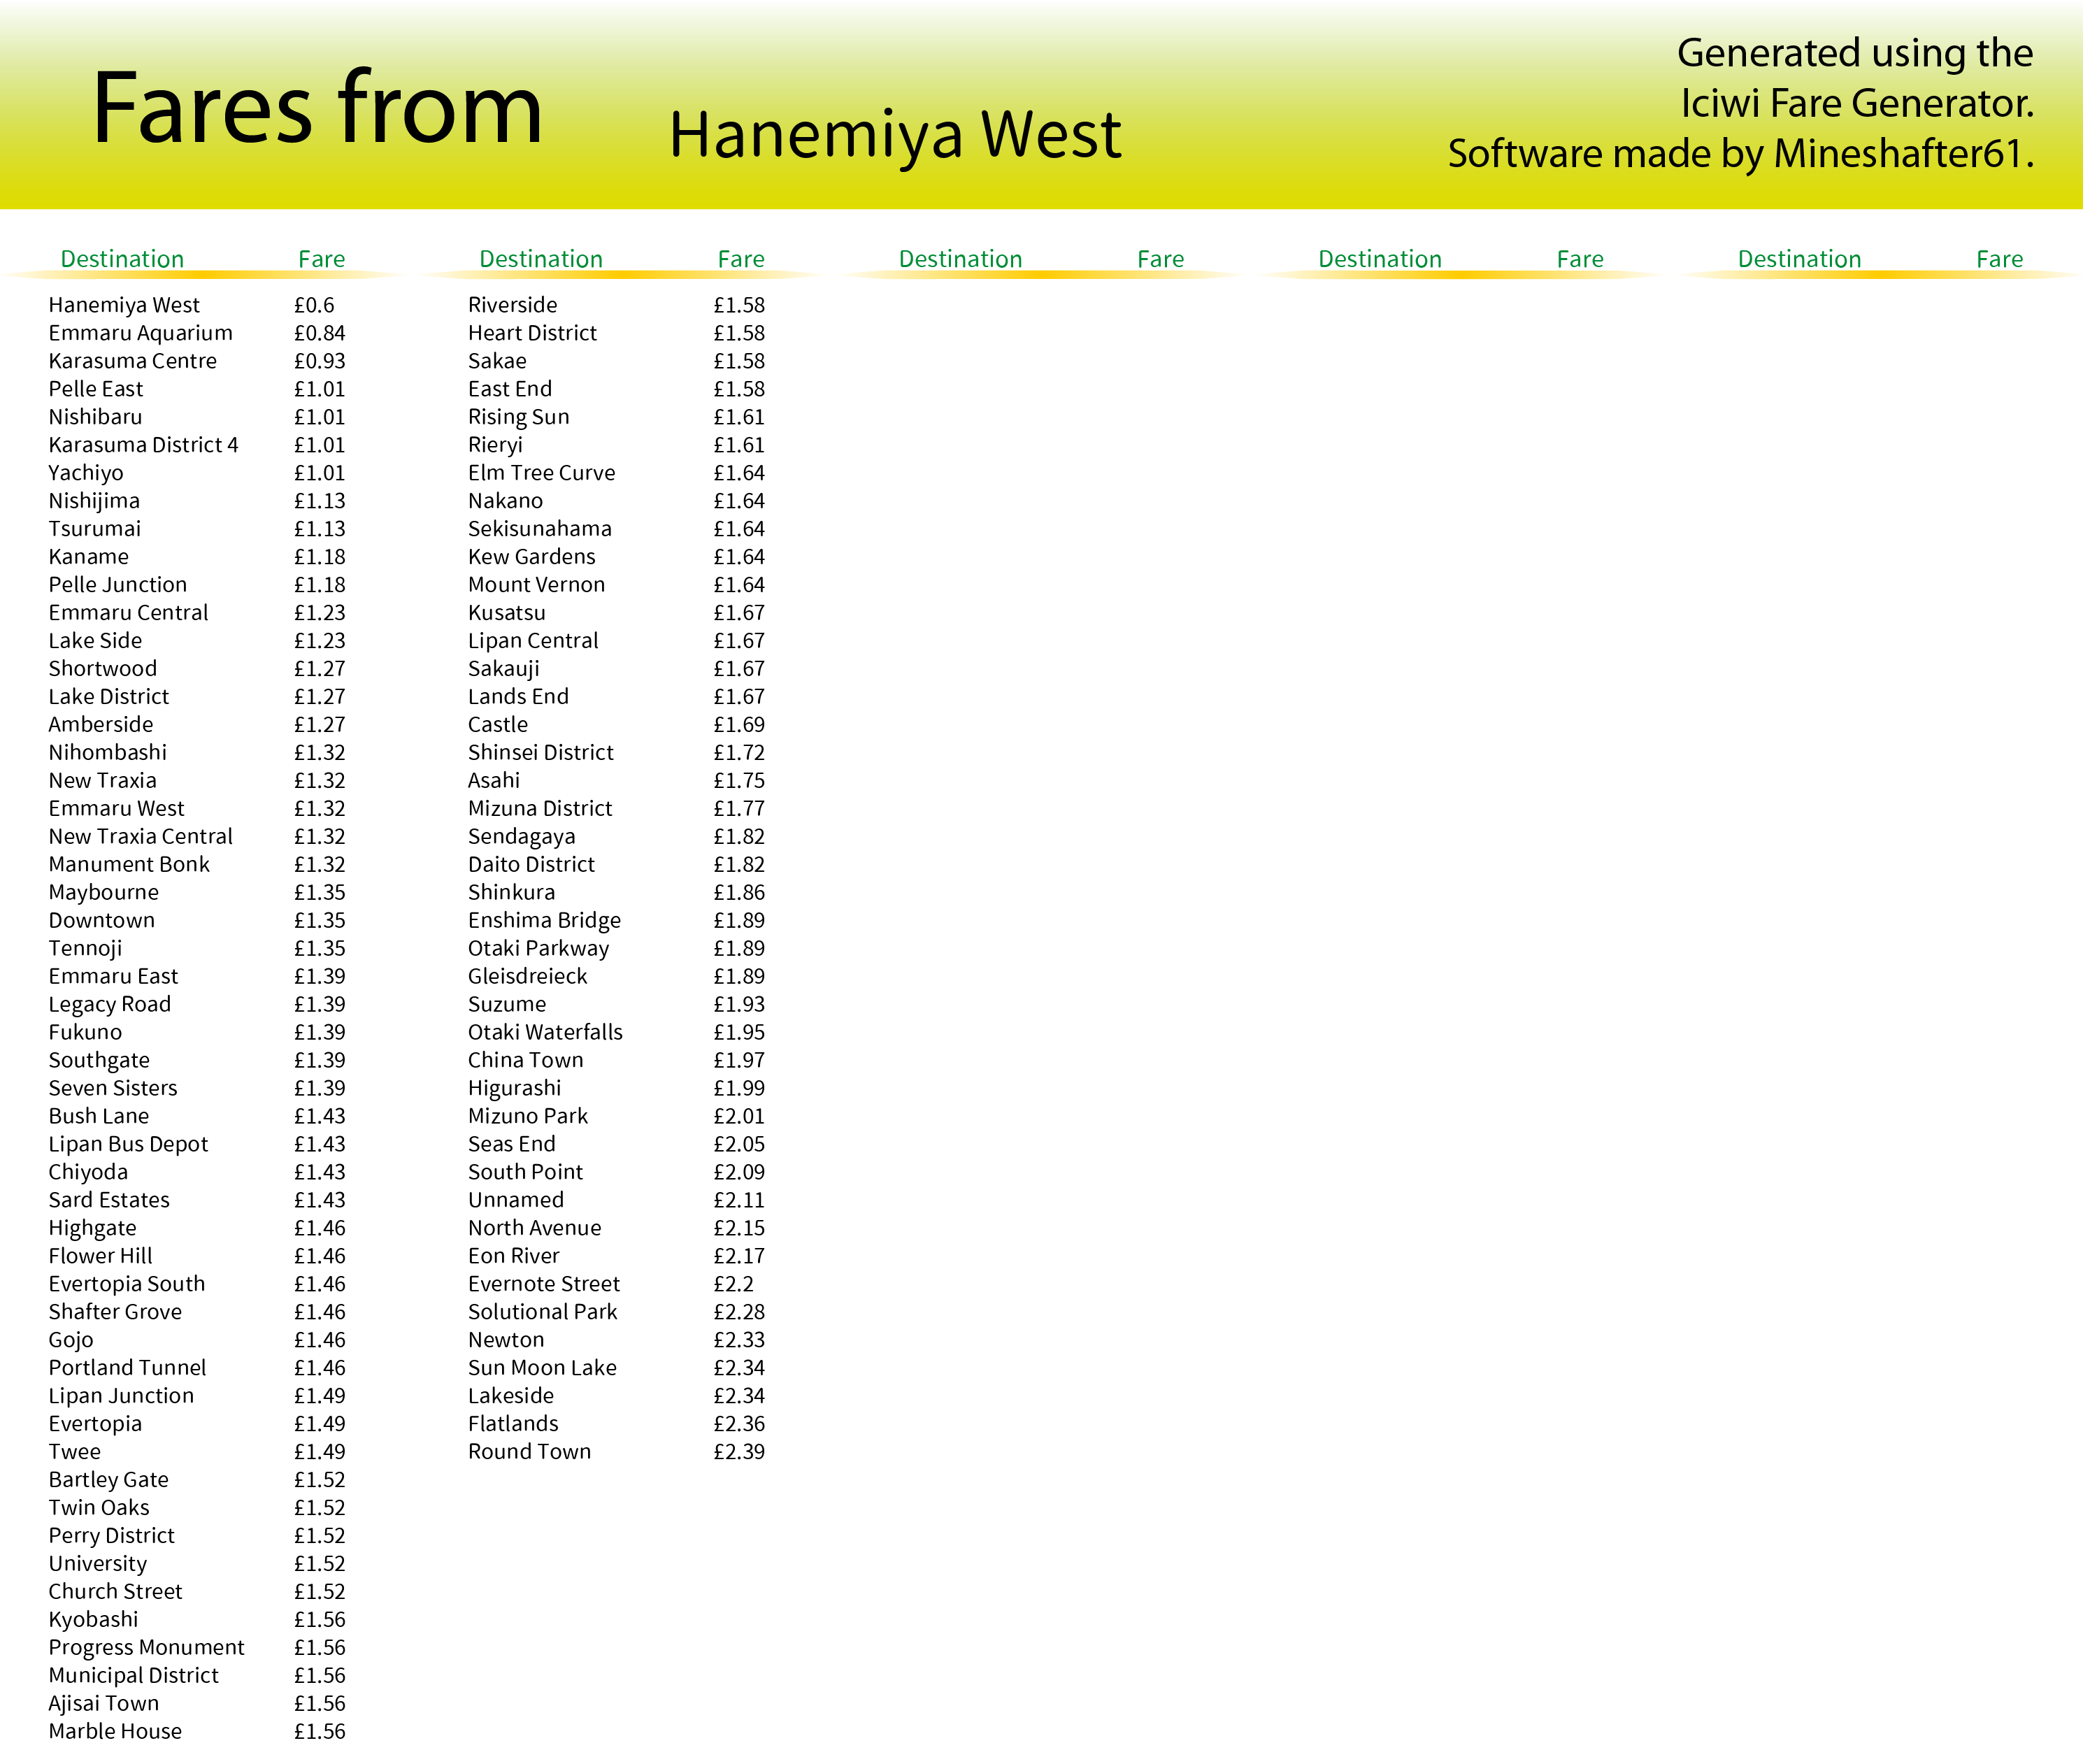 Fares from Hanemiya West
Generated using the
Iciwi Fare Generator.
Software made by Mineshafter61.
Destination Fare Destination Fare Destination Fare Destination Fare Destination Fare
Hanemiya West £0.6
Emmaru Aquarium £0.84
Karasuma Centre £0.93
Pelle East £1.01
Nishibaru £1.01
Karasuma District 4 £1.01
Yachiyo £1.01
Nishijima £1.13
Tsurumai £1.13
Kaname £1.18
Pelle Junction £1.18
Emmaru Central £1.23
Lake Side £1.23
Shortwood £1.27
Lake District £1.27
Amberside £1.27
Nihombashi £1.32
New Traxia £1.32
Emmaru West £1.32
New Traxia Central £1.32
Manument Bonk £1.32
Maybourne £1.35
Downtown £1.35
Tennoji £1.35
Emmaru East £1.39
Legacy Road £1.39
Fukuno £1.39
Southgate £1.39
Seven Sisters £1.39
Bush Lane £1.43
Lipan Bus Depot £1.43
Chiyoda £1.43
Sard Estates £1.43
Highgate £1.46
Flower Hill £1.46
Evertopia South £1.46
Shafter Grove £1.46
Gojo £1.46
Portland Tunnel £1.46
Lipan Junction £1.49
Evertopia £1.49
Twee £1.49
Bartley Gate £1.52
Twin Oaks £1.52
Perry District £1.52
University £1.52
Church Street £1.52
Kyobashi £1.56
Progress Monument £1.56
Municipal District £1.56
Ajisai Town £1.56
Marble House £1.56
Riverside £1.58
Heart District £1.58
Sakae £1.58
East End £1.58
Rising Sun £1.61
Rieryi £1.61
Elm Tree Curve £1.64
Nakano £1.64
Sekisunahama £1.64
Kew Gardens £1.64
Mount Vernon £1.64
Kusatsu £1.67
Lipan Central £1.67
Sakauji £1.67
Lands End £1.67
Castle £1.69
Shinsei District £1.72
Asahi £1.75
Mizuna District £1.77
Sendagaya £1.82
Daito District £1.82
Shinkura £1.86
Enshima Bridge £1.89
Otaki Parkway £1.89
Gleisdreieck £1.89
Suzume £1.93
Otaki Waterfalls £1.95
China Town £1.97
Higurashi £1.99
Mizuno Park £2.01
Seas End £2.05
South Point £2.09
Unnamed £2.11
North Avenue £2.15
Eon River £2.17
Evernote Street £2.2
Solutional Park £2.28
Newton £2.33
Sun Moon Lake £2.34
Lakeside £2.34
Flatlands £2.36
Round Town £2.39